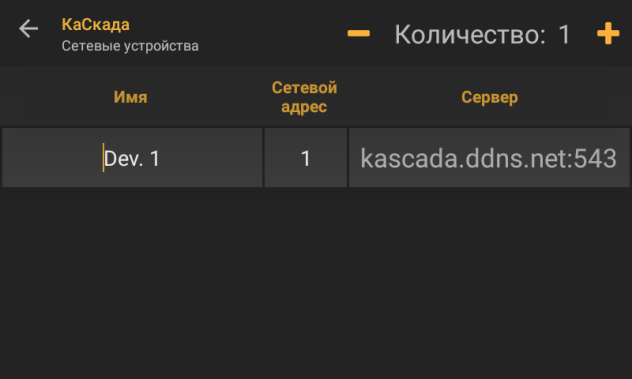 КаСкада
Сетевые устройства
Количество: 1
Имя
Сетевой
адрес
Сервер
Dev. 1
1
kascada.ddns.net:543